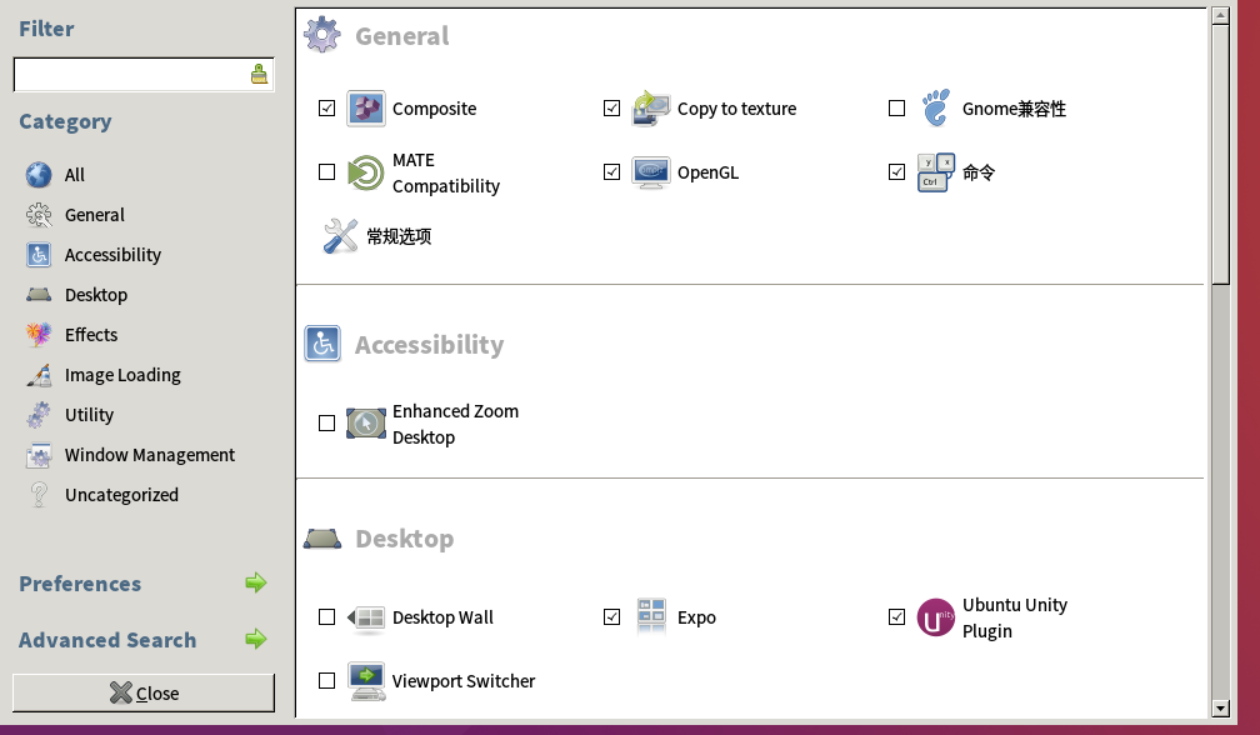 Filter
Category
All
General
Accessibility
Desktop
Effects
Image Loading
Utility
Window Management
Uncategorized
Preferences
Advanced Search
Close
General
Composite
Copy to texture
Gnome兼容性
MATE
Compatibility
OpenGL
y x
Ctrl
命令
常规选项
Accessibility
Enhanced Zoom
Desktop
Desktop
Desktop Wall
Expo
Unity
Ubuntu Unity
Plugin
Viewport Switcher